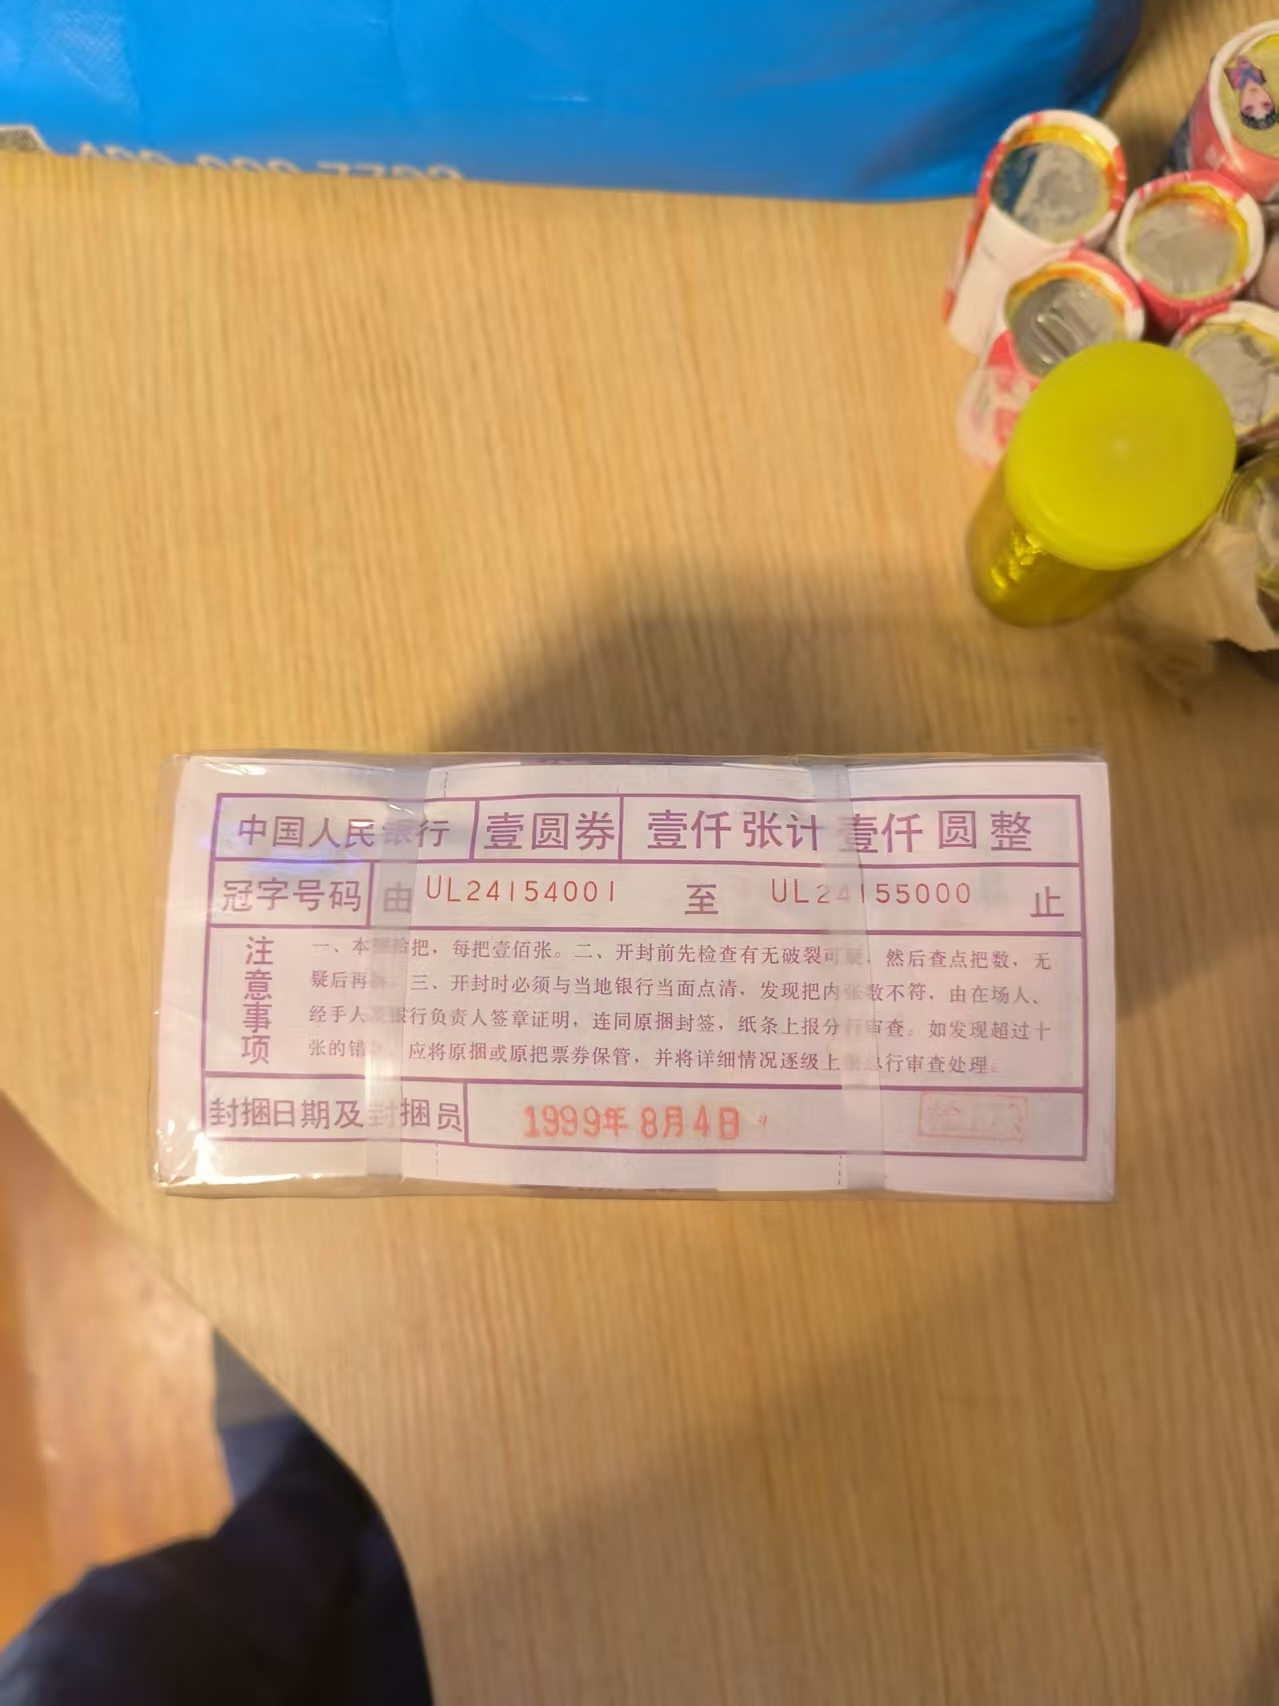 中国人民银行 壹圆券 壹仟张计壹仟圆整
冠字号码 由 UL24154001 至 UL24155000 止
注意事项
一、本捆拾把，每把壹佰张。二、开封前先检查有无破裂可疑，然后查点把数，无
疑后再拆。三、开封时必须与当地银行当面点清，发现把内张数不符，由在场人、
经手人及银行负责人签章证明，连同原捆封签，纸条上报分行审查。如发现超过十
张的错，应将原捆或原把票券保管，并将详细情况逐级上报总行审查处理。
封捆日期及封捆员 1999年8月4日